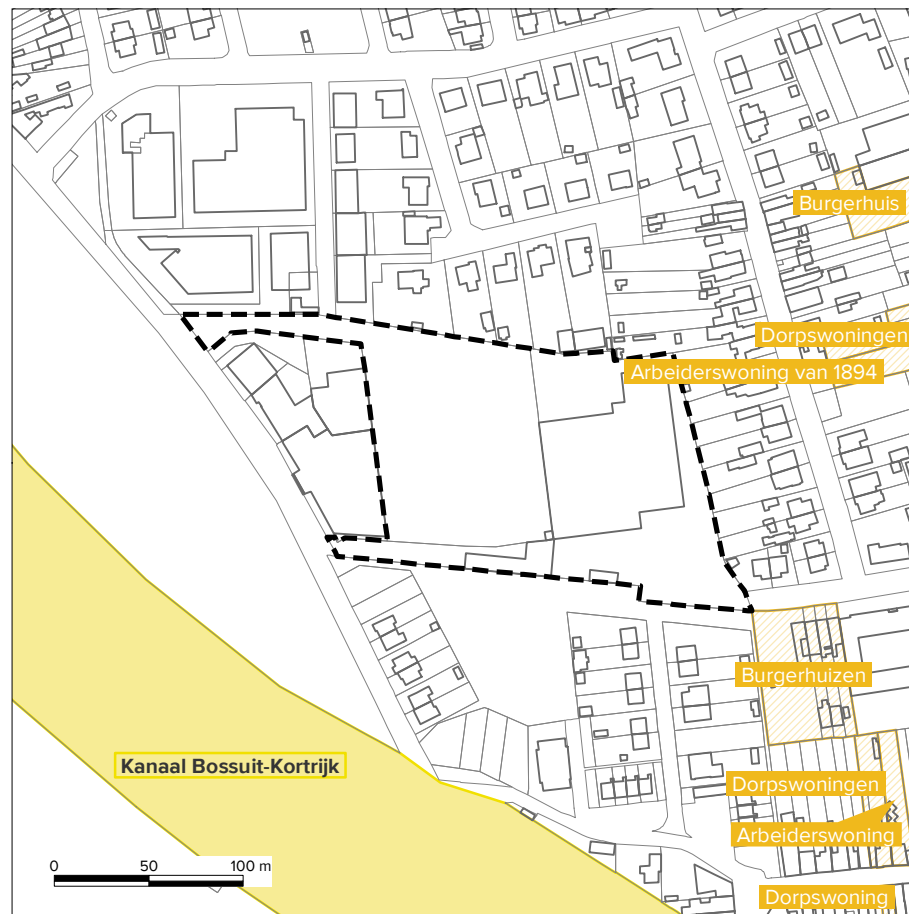 Burgerhuis
Dorpswoningen
Arbeiderswoning van 1894
Burgerhuizen
Kanaal Bossuit-Kortrijk
Dorpswoningen
Arbeiderswoning
0 50 100 m
Dorpswoning